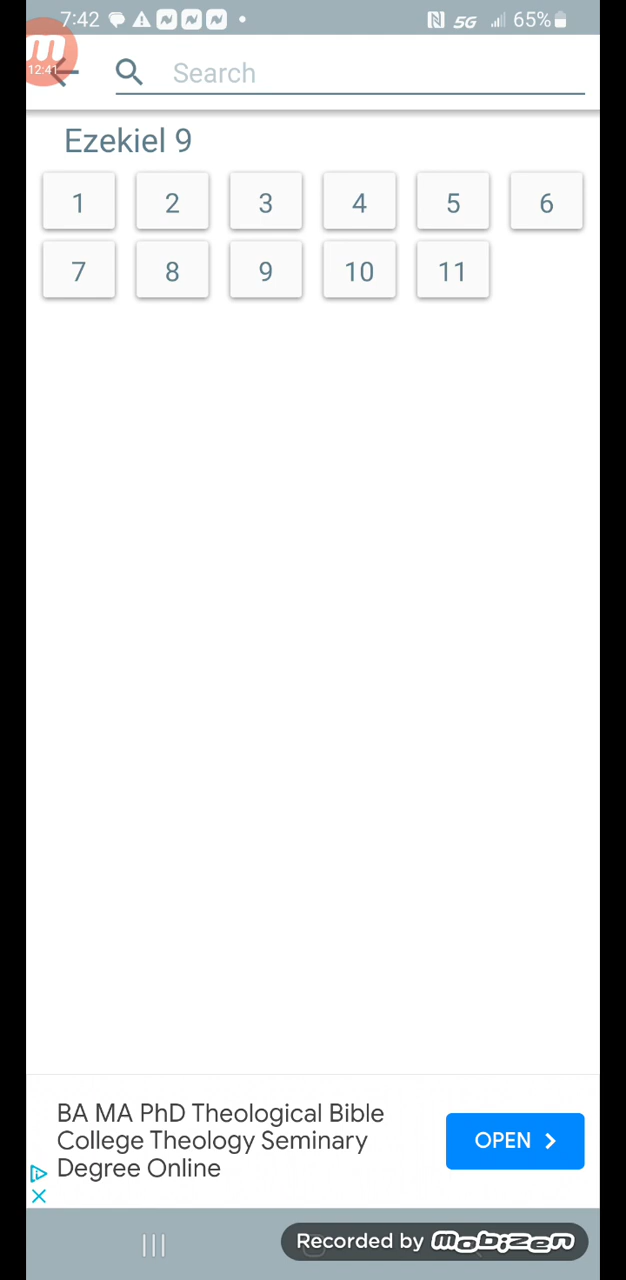 7:42 5G 65%
12:41
Search
Ezekiel 9
1 2 3 4 5 6
7 8 9 10 11
BA MA PhD Theological Bible
College Theology Seminary
Degree Online
OPEN
Recorded by mobizen